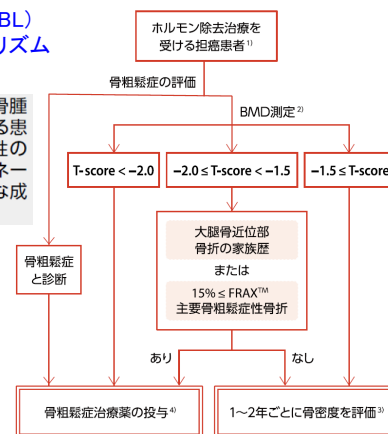 BL）
リズム
骨腫
る患
性の
ネー
な成
ホルモン除去治療を
受ける担癌患者1)
骨粗鬆症の評価
BMD測定2)
T-score < −2.0
−2.0 ≤ T-score < −1.5
−1.5 ≤ T-score
大腿骨近位部
骨折の家族歴
または
15% ≤ FRAX™
主要骨粗鬆症性骨折
骨粗鬆症
と診断
あり
なし
骨粗鬆症治療薬の投与4)
1〜2年ごとに骨密度を評価3)